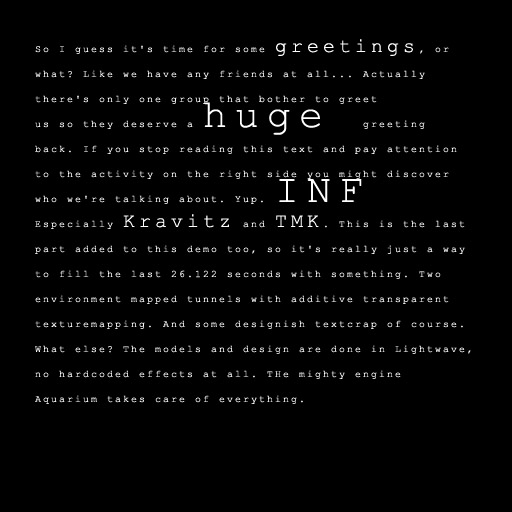 So I guess it's time for some greetings, or
what? Like we have any friends at all... Actually
there's only one group that bother to greet
us so they deserve a huge greeting
back. If you stop reading this text and pay attention
to the activity on the right side you might discover
who we're talking about. Yup. INF
Especially Kravitz and TMK. This is the last
part added to this demo too, so it's really just a way
to fill the last 26.122 seconds with something. Two
environment mapped tunnels with additive transparent
texturemapping. And some designish textcrap of course.
What else? The models and design are done in Lightwave,
no hardcoded effects at all. THe mighty engine
Aquarium takes care of everything.